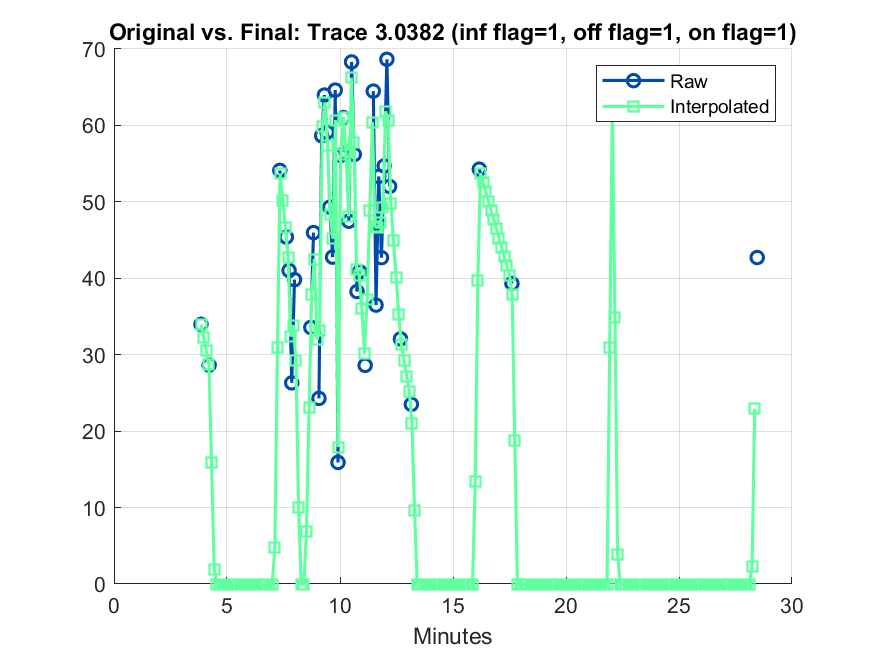 Original vs. Final: Trace 3.0382 (inf flag=1, off flag=1, on flag=1)
70
60
50
40
30
20
10
0
Raw
Interpolated
0 5 10 15 20 25 30
Minutes